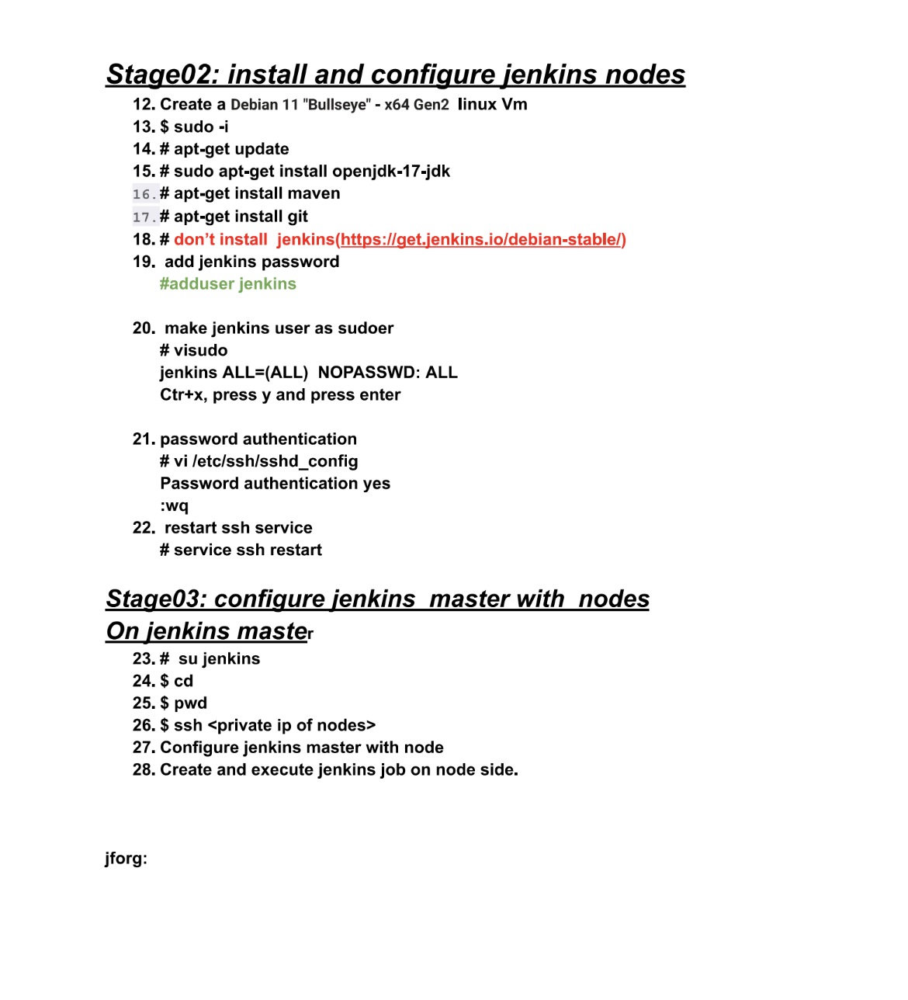 Stage02: install and configure jenkins nodes
12. Create a Debian 11 "Bullseye" - x64 Gen2 linux Vm
13. $ sudo -i
14. # apt-get update
15. # sudo apt-get install openjdk-17-jdk
16. # apt-get install maven
17. # apt-get install git
18. # don’t install jenkins(https://get.jenkins.io/debian-stable/)
19. add jenkins password
#adduser jenkins
20. make jenkins user as sudoer
# visudo
jenkins ALL=(ALL) NOPASSWD: ALL
Ctr+x, press y and press enter
21. password authentication
# vi /etc/ssh/sshd_config
Password authentication yes
:wq
22. restart ssh service
# service ssh restart
Stage03: configure jenkins master with nodes
On jenkins master
23. # su jenkins
24. $ cd
25. $ pwd
26. $ ssh <private ip of nodes>
27. Configure jenkins master with node
28. Create and execute jenkins job on node side.
jforg: